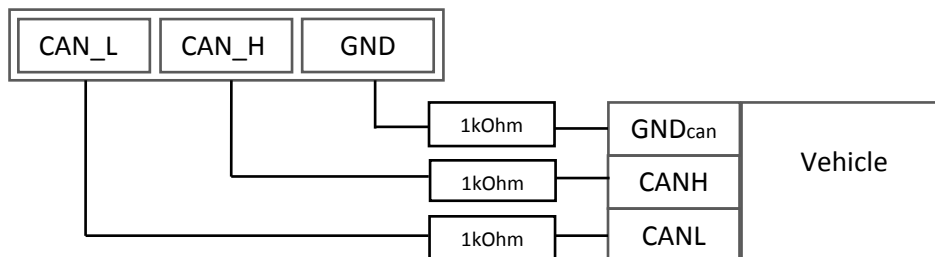 CAN_L CAN_H GND
1kOhm GNDcan
Vehicle
1kOhm CANH
1kOhm CANL